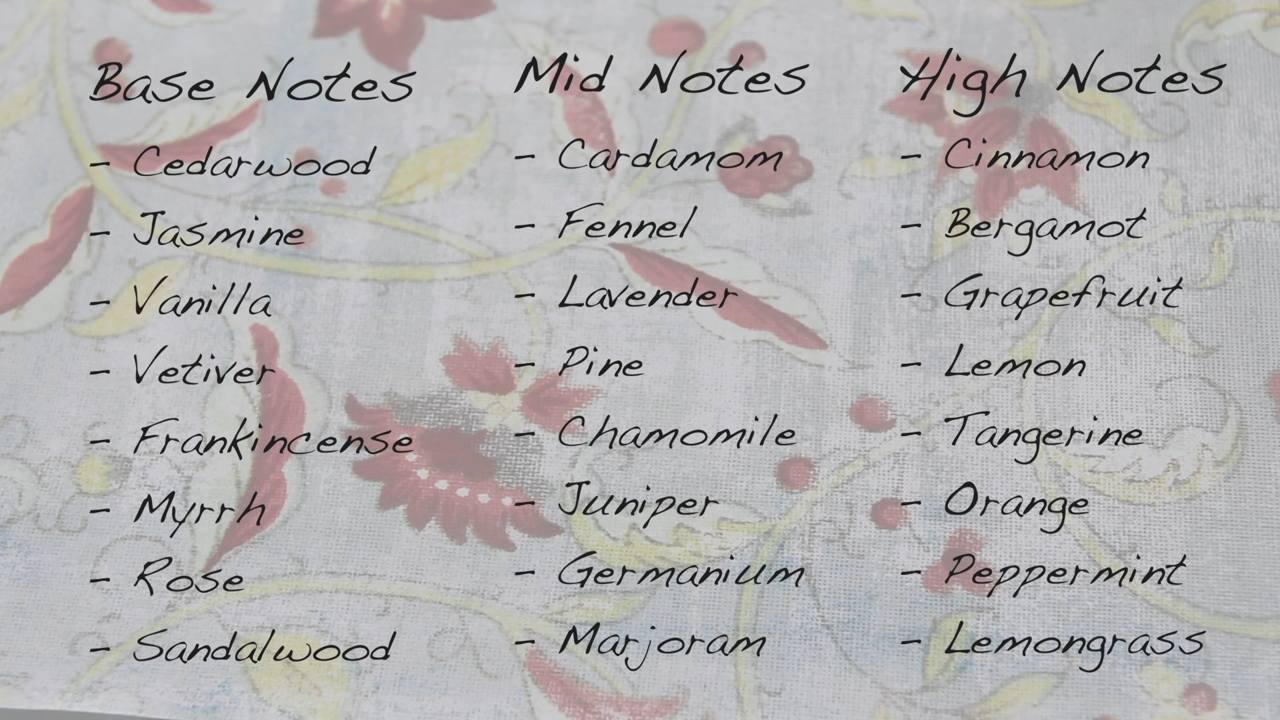 Base Notes
- Cedarwood
- Jasmine
- Vanilla
- Vetiver
- Frankincense
- Myrrh
- Rose
- Sandalwood
Mid Notes
- Cardamom
- Fennel
- Lavender
- Pine
- Chamomile
- Juniper
- Germanium
- Marjoram
High Notes
- Cinnamon
- Bergamot
- Grapefruit
- Lemon
- Tangerine
- Orange
- Peppermint
- Lemongrass